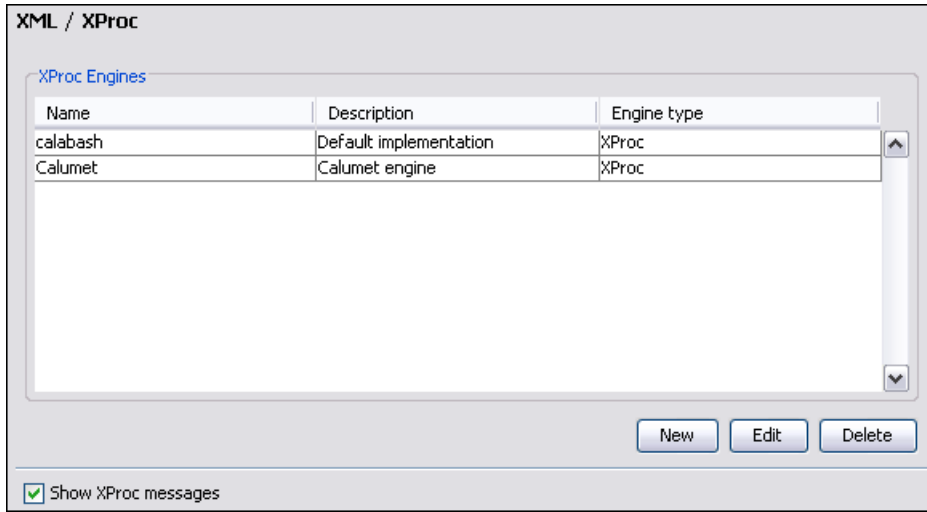 XML / XProc
XProc Engines
Name Description Engine type
calabash Default implementation XProc
Calumet Calumet engine XProc
New Edit Delete
Show XProc messages